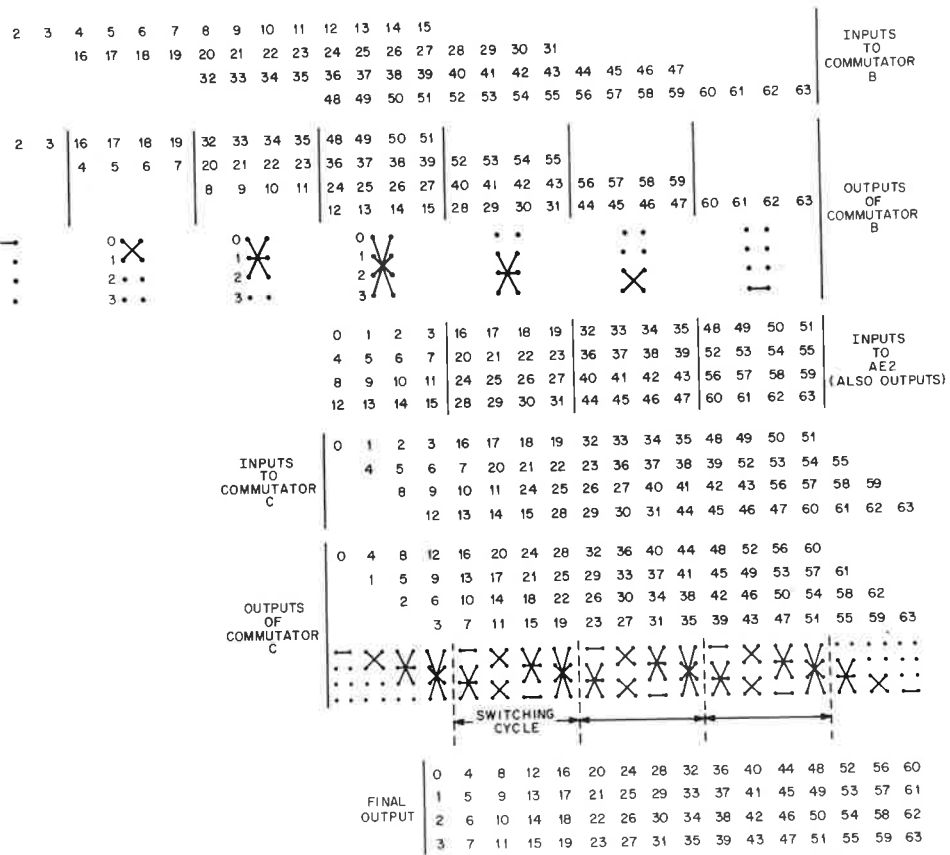 2 3 4 5 6 7 8 9 10 11 12 13 14 15
16 17 18 19 20 21 22 23 24 25 26 27 28 29 30 31
32 33 34 35 36 37 38 39 40 41 42 43 44 45 46 47
48 49 50 51 52 53 54 55 56 57 58 59 60 61 62 63
INPUTS
TO
COMMUTATOR
B
2 3 16 17 18 19 32 33 34 35 48 49 50 51
4 5 6 7 20 21 22 23 36 37 38 39 52 53 54 55
8 9 10 11 24 25 26 27 40 41 42 43 56 57 58 59
12 13 14 15 28 29 30 31 44 45 46 47 60 61 62 63
OUTPUTS
OF
COMMUTATOR
B
0 0 0
1 1 1
2 2 2
3 3 3
0 1 2 3 16 17 18 19 32 33 34 35 48 49 50 51
4 5 6 7 20 21 22 23 36 37 38 39 52 53 54 55
8 9 10 11 24 25 26 27 40 41 42 43 56 57 58 59
12 13 14 15 28 29 30 31 44 45 46 47 60 61 62 63
INPUTS
TO
AE2
(ALSO OUTPUTS)
INPUTS
TO
COMMUTATOR
C
0 1 2 3 16 17 18 19 32 33 34 35 48 49 50 51
4 5 6 7 20 21 22 23 36 37 38 39 52 53 54 55
8 9 10 11 24 25 26 27 40 41 42 43 56 57 58 59
12 13 14 15 28 29 30 31 44 45 46 47 60 61 62 63
OUTPUTS
OF
COMMUTATOR
C
0 4 8 12 16 20 24 28 32 36 40 44 48 52 56 60
1 5 9 13 17 21 25 29 33 37 41 45 49 53 57 61
2 6 10 14 18 22 26 30 34 38 42 46 50 54 58 62
3 7 11 15 19 23 27 31 35 39 43 47 51 55 59 63
SWITCHING
CYCLE
FINAL
OUTPUT
0 4 8 12 16 20 24 28 32 36 40 44 48 52 56 60
1 5 9 13 17 21 25 29 33 37 41 45 49 53 57 61
2 6 10 14 18 22 26 30 34 38 42 46 50 54 58 62
3 7 11 15 19 23 27 31 35 39 43 47 51 55 59 63